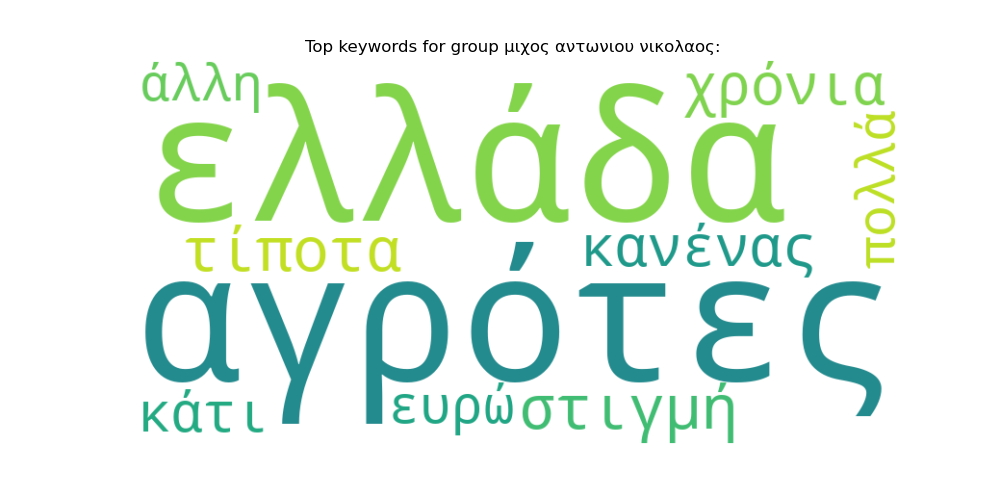 Top keywords for group μιχος αντωνιου νικολαος:
άλλη
χρόνια
ελλάδα
πολλά
τίποτα
κανένας
αγρότες
κάτι
ευρώ
στιγμή